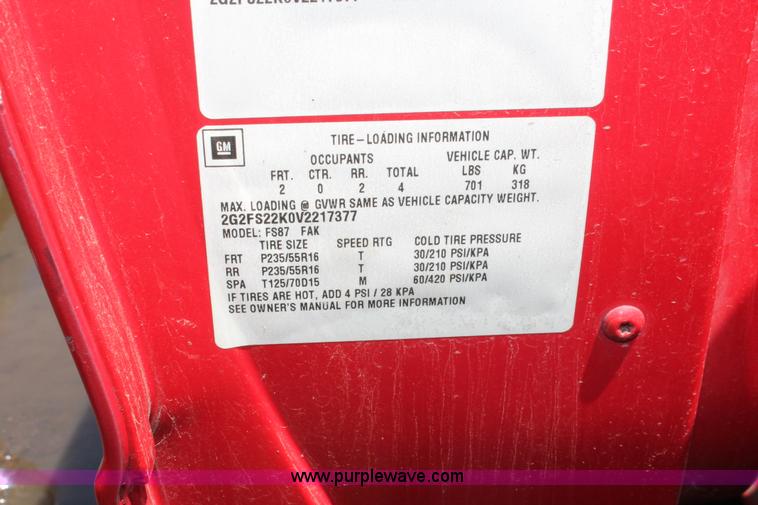 2G2FS22K0V2217377
GM
TIRE-LOADING INFORMATION
OCCUPANTS VEHICLE CAP. WT.
FRT. CTR. RR. TOTAL LBS KG
2 0 2 4 701 318
MAX. LOADING @ GVWR SAME AS VEHICLE CAPACITY WEIGHT.
2G2FS22K0V2217377
MODEL: FS87 FAK
TIRE SIZE SPEED RTG COLD TIRE PRESSURE
FRT P235/55R16 T 30/210 PSI/KPA
RR P235/55R16 T 30/210 PSI/KPA
SPA T125/70D15 M 60/420 PSI/KPA
IF TIRES ARE HOT, ADD 4 PSI / 28 KPA
SEE OWNER'S MANUAL FOR MORE INFORMATION
www.purplewave.com